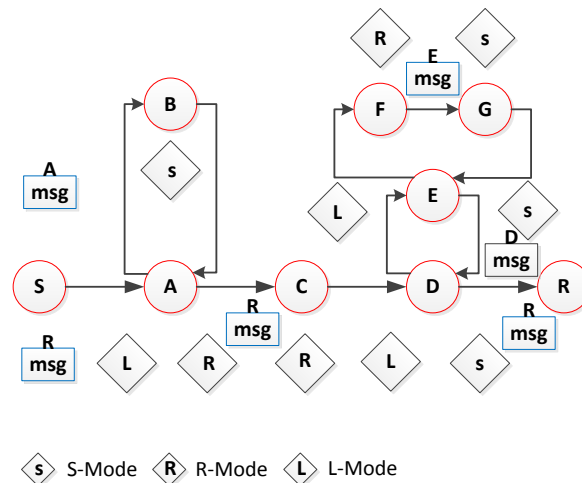 R s
E
msg
F G
B
s
A
msg
E
L s
D
msg
S A C D R
R
msg
R
msg
R
msg
L R R L s
s S-Mode R R-Mode L L-Mode